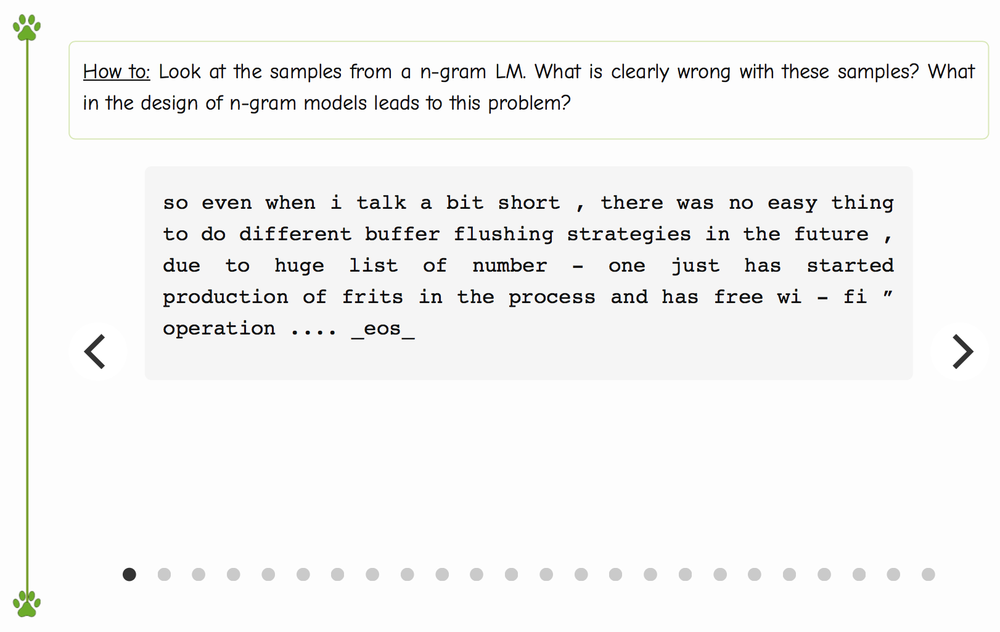 How to: Look at the samples from a n-gram LM. What is clearly wrong with these samples? What
in the design of n-gram models leads to this problem?
so even when i talk a bit short , there was no easy thing
to do different buffer flushing strategies in the future ,
due to huge list of number - one just has started
production of frits in the process and has free wi - fi ”
operation .... _eos_